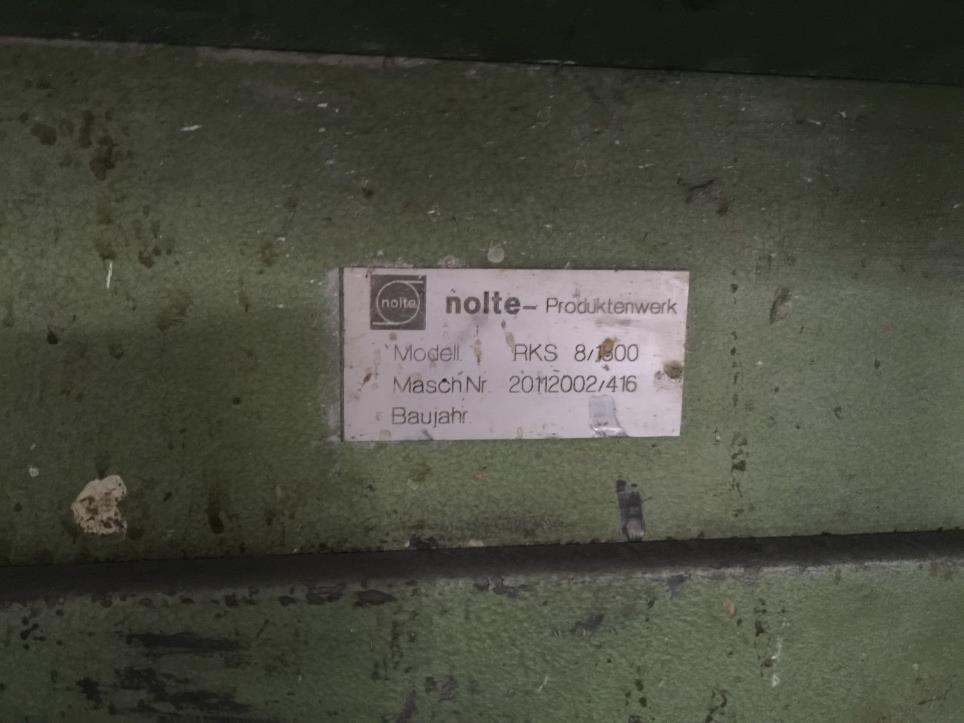 nolte
nolte- Produktenwerk
Modell RKS 8/1300
Masch.Nr. 20112002/416
Baujahr